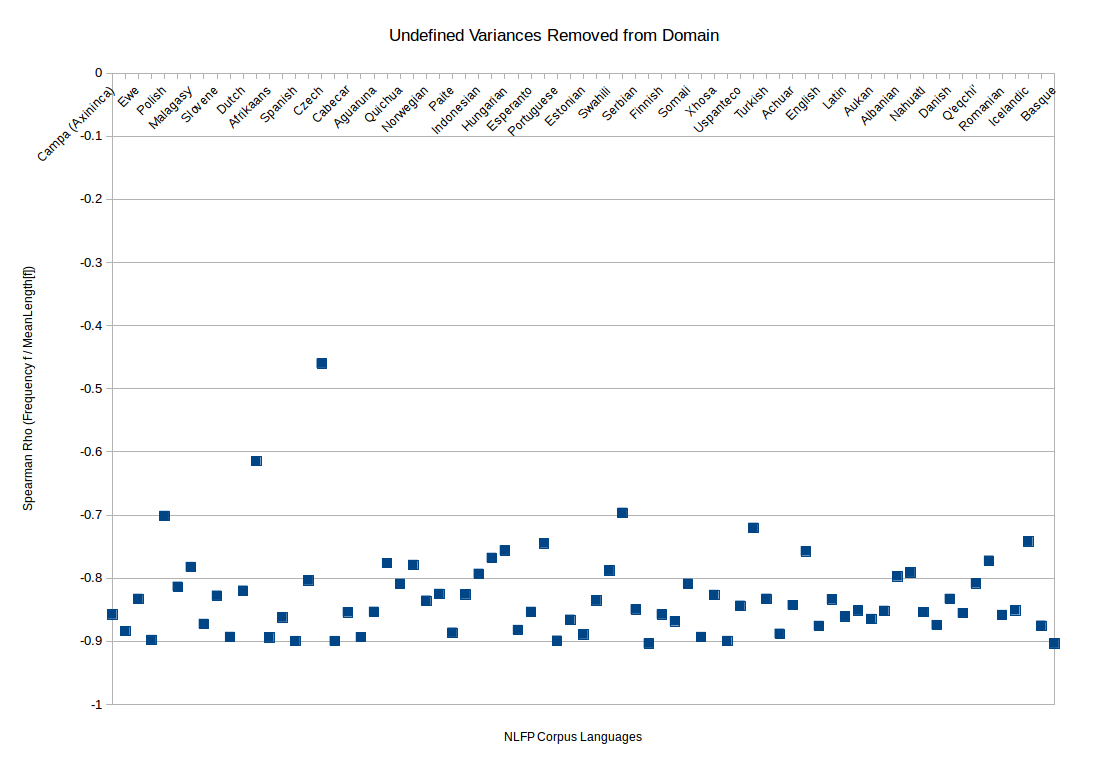 Undefined Variances Removed from Domain
0
-0.1
-0.2
-0.3
-0.4
-0.5
-0.6
-0.7
-0.8
-0.9
-1
Campa (Axininca)
Ewe
Polish
Malagasy
Slovene
Dutch
Afrikaans
Spanish
Czech
Cabecar
Aguaruna
Quichua
Norwegian
Paite
Indonesian
Hungarian
Esperanto
Portuguese
Estonian
Swahili
Serbian
Finnish
Somali
Xhosa
Uspanteco
Turkish
Achuar
English
Latin
Aukan
Albanian
Nahuatl
Danish
Q'eqchi'
Romanian
Icelandic
Basque
Spearman Rho (Frequency f / MeanLength[f])
NLFP Corpus Languages